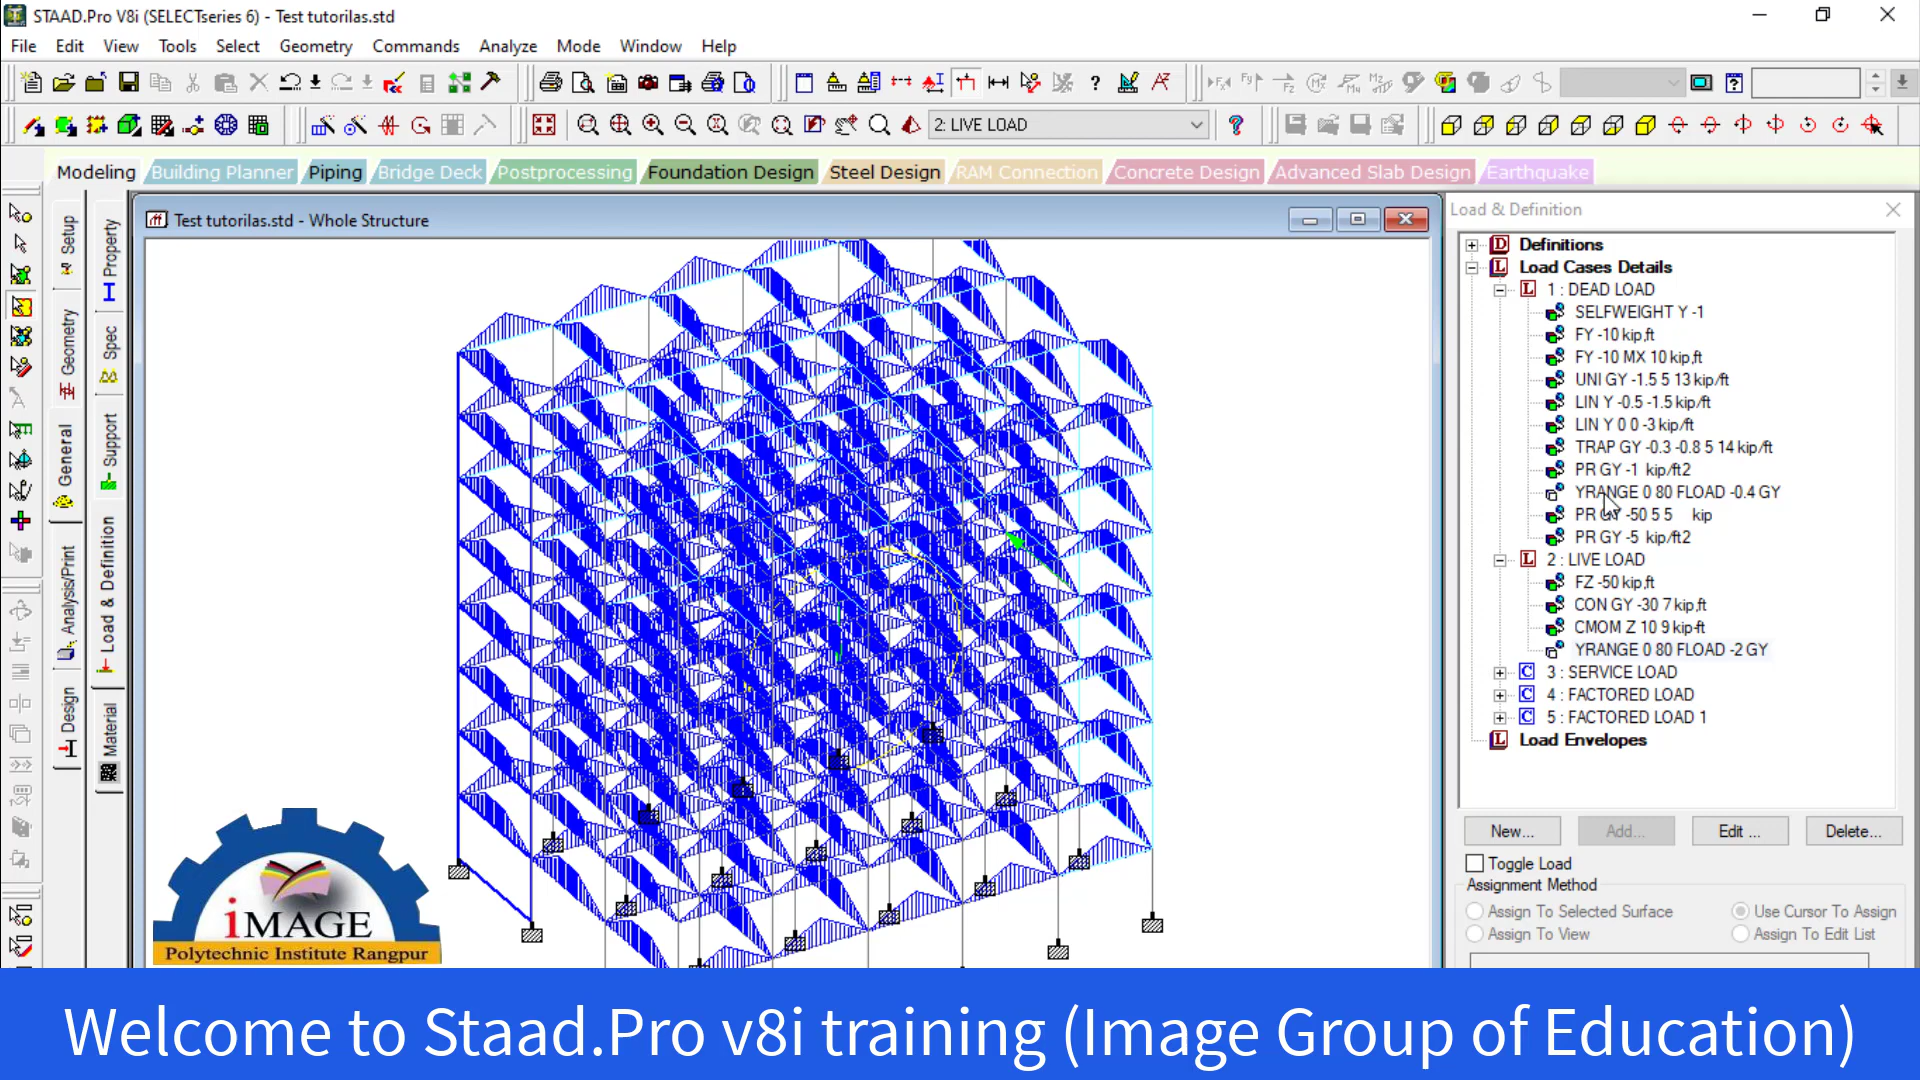 STAAD.Pro V8i (SELECTseries 6) - Test tutorilas.std
File Edit View Tools Select Geometry Commands Analyze Mode Window Help
2: LIVE LOAD
Modeling Building Planner Piping Bridge Deck Postprocessing Foundation Design Steel Design RAM Connection Concrete Design Advanced Slab Design Earthquake
Setup
Geometry
General
Analysis/Print
Design
Property
Spec
Support
Load & Definition
Material
Test tutorilas.std - Whole Structure
Load & Definition
Definitions
Load Cases Details
1 : DEAD LOAD
SELFWEIGHT Y -1
FY -10 kip,ft
FY -10 MX 10 kip,ft
UNI GY -1.5 5 13 kip/ft
LIN Y -0.5 -1.5 kip/ft
LIN Y 0 0 -3 kip/ft
TRAP GY -0.3 -0.8 5 14 kip/ft
PR GY -1 kip/ft2
YRANGE 0 80 FLOAD -0.4 GY
PR GY -50 5 5 kip
PR GY -5 kip/ft2
2 : LIVE LOAD
FZ -50 kip,ft
CON GY -30 7 kip,ft
CMOM Z 10 9 kip-ft
YRANGE 0 80 FLOAD -2 GY
3 : SERVICE LOAD
4 : FACTORED LOAD
5 : FACTORED LOAD 1
Load Envelopes
New... Add... Edit ... Delete...
Toggle Load
Assignment Method
Assign To Selected Surface Use Cursor To Assign
Assign To View Assign To Edit List
iMAGE
Polytechnic Institute Rangpur
Welcome to Staad.Pro v8i training (Image Group of Education)